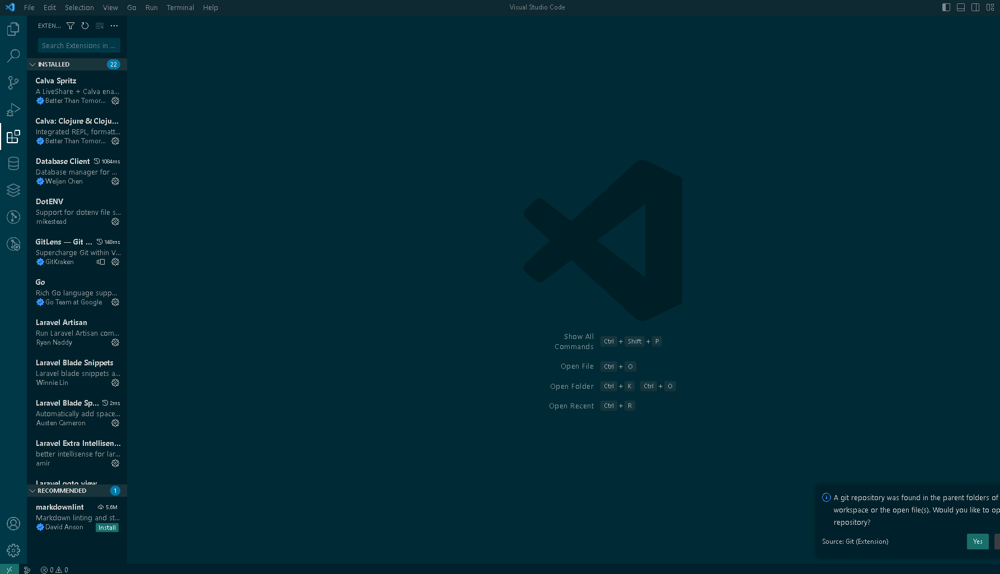 File Edit Selection View Go Run Terminal Help
Visual Studio Code
EXTEN...
Search Extensions in ...
INSTALLED 22
Calva Spritz
A LiveShare + Calva ena...
Better Than Tomor...
Calva: Clojure & Cloju...
Integrated REPL, formatt...
Better Than Tomor...
Database Client 1084ms
Database manager for ...
Weijan Chen
DotENV
Support for dotenv file s...
mikestead
GitLens — Git ... 148ms
Supercharge Git within V...
GitKraken
Go
Rich Go language supp...
Go Team at Google
Laravel Artisan
Run Laravel Artisan com...
Ryan Naddy
Laravel Blade Snippets
Laravel blade snippets a...
Winnie Lin
Laravel Blade Sp... 2ms
Automatically add space...
Austen Cameron
Laravel Extra Intellisen...
better intellisense for lar...
amir
Laravel goto view
RECOMMENDED 1
markdownlint 5.6M
Markdown linting and st...
David Anson Install
Show All
Commands Ctrl + Shift + P
Open File Ctrl + O
Open Folder Ctrl + K Ctrl + O
Open Recent Ctrl + R
A git repository was found in the parent folders of
workspace or the open file(s). Would you like to op
repository?
Source: Git (Extension) Yes
0 0